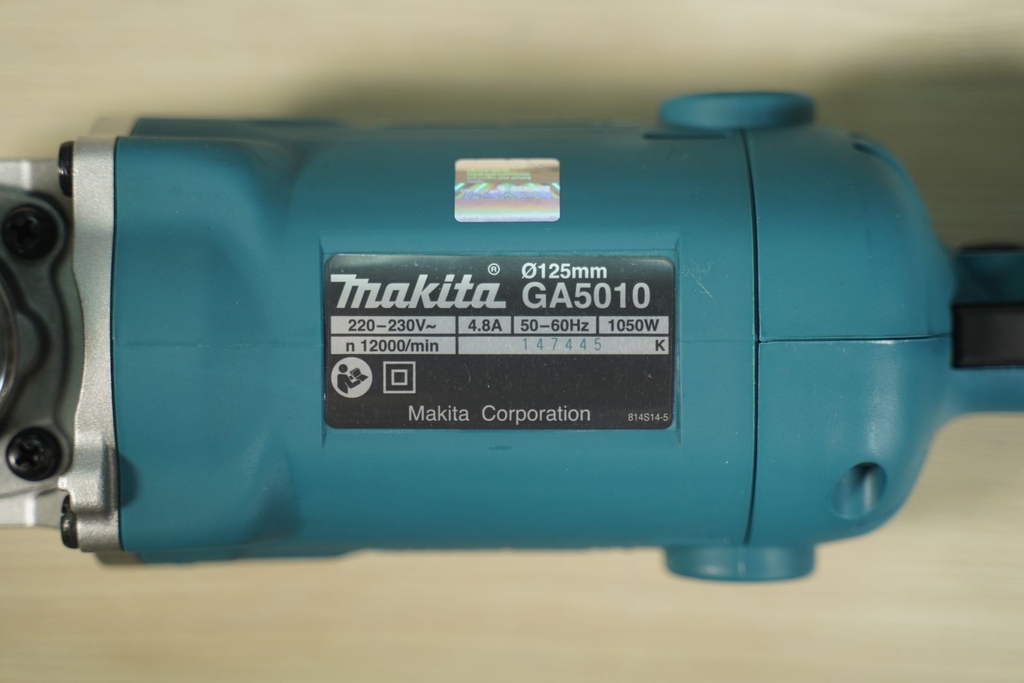 Makita® Ø125mm
GA5010
220–230V~ 4.8A 50–60Hz 1050W
n 12000/min 147445 K
Makita Corporation 814S14-5